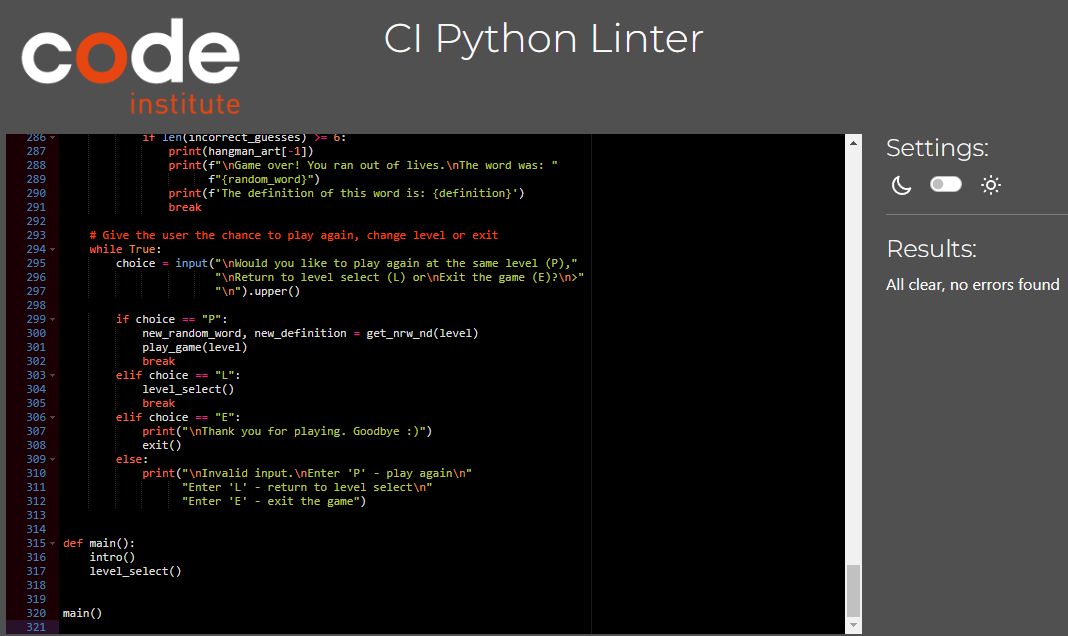 code
institute
CI Python Linter
286 if len(incorrect_guesses) >= 6:
287 print(hangman_art[-1])
288 print(f"\nGame over! You ran out of lives.\nThe word was: "
289 f"{random_word}")
290 print(f'The definition of this word is: {definition}')
291 break
292
293 # Give the user the chance to play again, change level or exit
294 while True:
295 choice = input("\nWould you like to play again at the same level (P),"
296 "\nReturn to level select (L) or\nExit the game (E)?\n>"
297 "\n").upper()
298
299 if choice == "P":
300 new_random_word, new_definition = get_nrw_nd(level)
301 play_game(level)
302 break
303 elif choice == "L":
304 level_select()
305 break
306 elif choice == "E":
307 print("\nThank you for playing. Goodbye :)")
308 exit()
309 else:
310 print("\nInvalid input.\nEnter 'P' - play again\n"
311 "Enter 'L' - return to level select\n"
312 "Enter 'E' - exit the game")
313
314
315 def main():
316 intro()
317 level_select()
318
319
320 main()
321
Settings:
Results:
All clear, no errors found